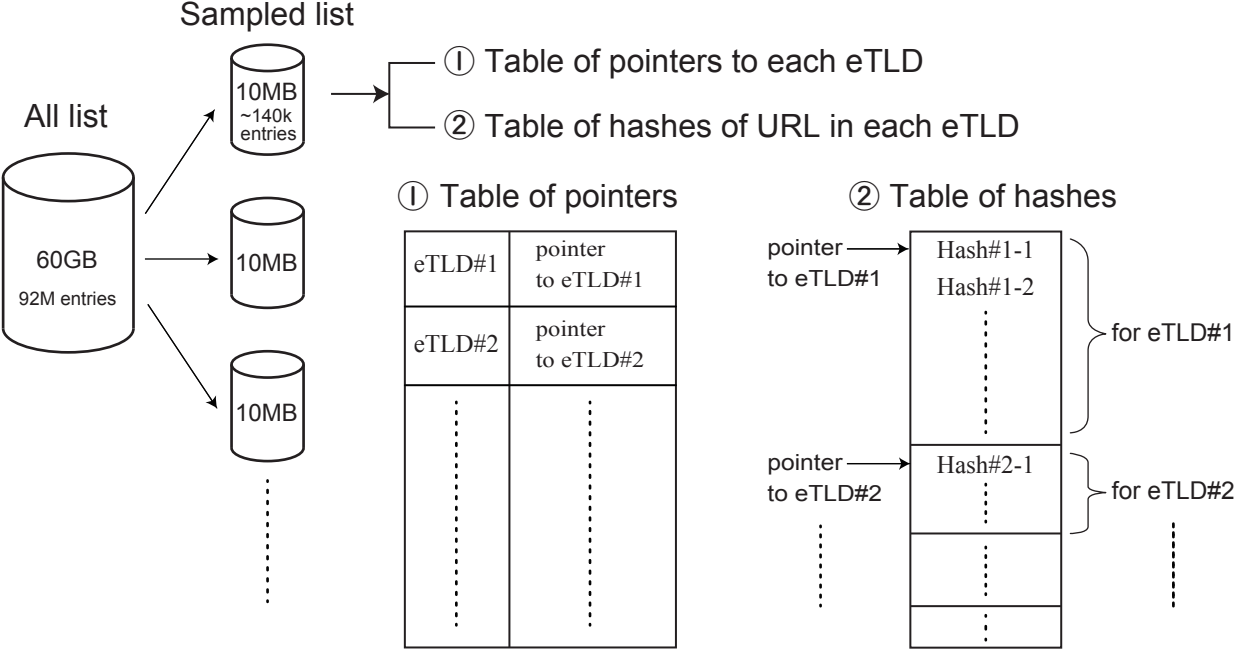 Sampled list
All list
60GB
92M entries
10MB
~140k
entries
10MB
10MB
① Table of pointers to each eTLD
② Table of hashes of URL in each eTLD
① Table of pointers
eTLD#1
pointer
to eTLD#1
eTLD#2
pointer
to eTLD#2
② Table of hashes
pointer
to eTLD#1
Hash#1-1
Hash#1-2
for eTLD#1
pointer
to eTLD#2
Hash#2-1
for eTLD#2